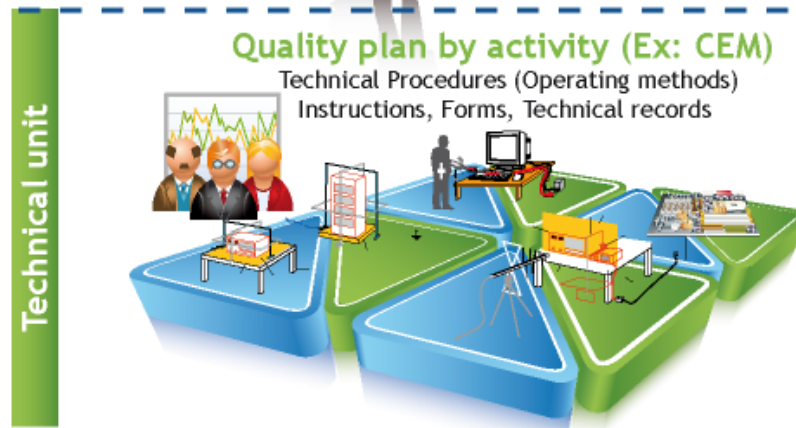 Technical unit
Quality plan by activity (Ex: CEM)
Technical Procedures (Operating methods)
Instructions, Forms, Technical records